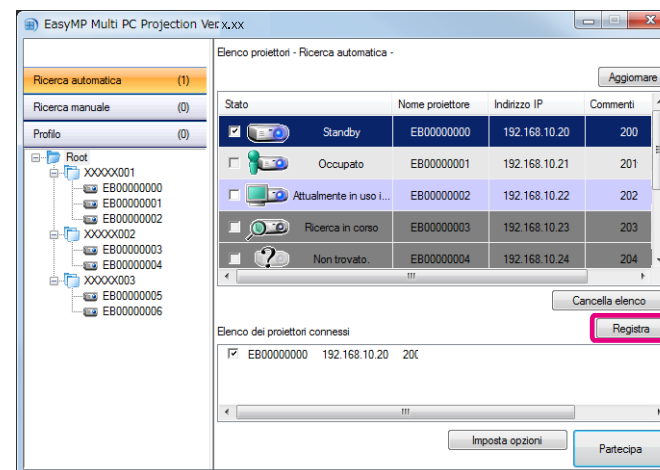 EasyMP Multi PC Projection Ver.x.xx
Elenco proiettori - Ricerca automatica -
Ricerca automatica (1)
Aggiornare
Ricerca manuale (0)
Profilo (0)
Stato Nome proiettore Indirizzo IP Commenti
Standby EB00000000 192.168.10.20 200
Occupato EB00000001 192.168.10.21 201
Attualmente in uso i... EB00000002 192.168.10.22 202
Ricerca in corso EB00000003 192.168.10.23 203
Non trovato. EB00000004 192.168.10.24 204
Root
XXXXX001
EB00000000
EB00000001
EB00000002
XXXXX002
EB00000003
EB00000004
XXXXX003
EB00000005
EB00000006
Cancella elenco
Registra
Elenco dei proiettori connessi
EB00000000 192.168.10.20 200
Imposta opzioni
Partecipa